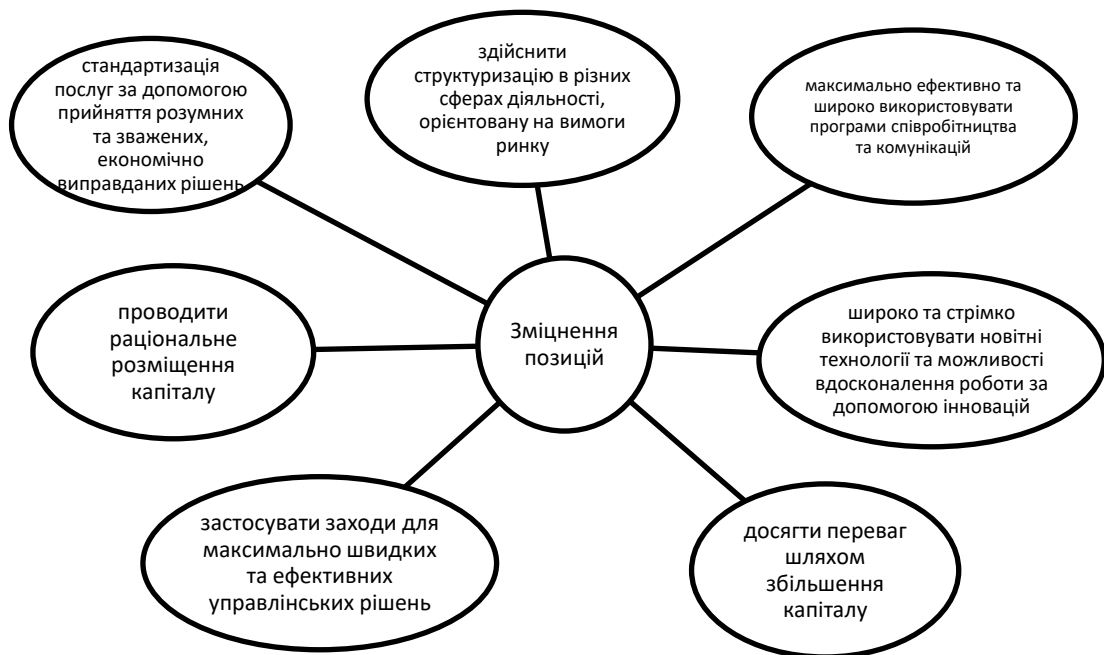 стандартизація
послуг за допомогою
прийняття розумних
та зважених,
економічно
виправданих рішень
здійснити
структуризацію в різних
сферах діяльності,
орієнтовану на вимоги
ринку
максимально ефективно та
широко використовувати
програми співробітництва
та комунікацій
проводити
раціональне
розміщення
капіталу
Зміцнення
позицій
широко та стрімко
використовувати новітні
технології та можливості
вдосконалення роботи за
допомогою інновацій
застосувати заходи для
максимально швидких
та ефективних
управлінських рішень
досягти переваг
шляхом
збільшення
капіталу